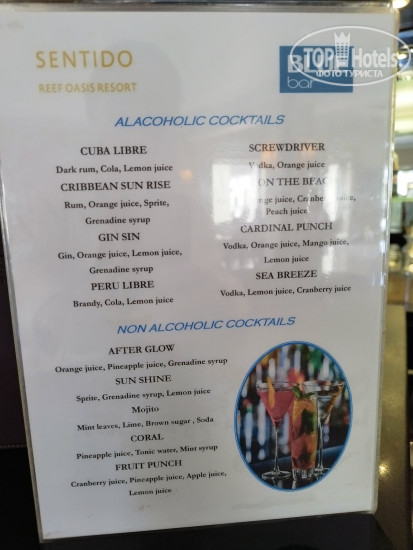 SENTIDO
REEF OASIS RESORT
bar
TOP Hotels
ФОТО ТУРИСТА
ALACOHOLIC COCKTAILS
CUBA LIBRE
Dark rum, Cola, Lemon juice
CRIBBEAN SUN RISE
Rum, Orange juice, Sprite,
Grenadine syrup
GIN SIN
Gin, Orange juice, Lemon juice,
Grenadine syrup
PERU LIBRE
Brandy, Cola, Lemon juice
SCREWDRIVER
Vodka, Orange juice
ON THE
juice,
Peach juice
CARDINAL PUNCH
Vodka, Orange juice, Mango juice,
Lemon juice
SEA BREEZE
Vodka, Lemon juice, Cranberry juice
NON ALCOHOLIC COCKTAILS
AFTER GLOW
Orange juice, Pineapple juice, Grenadine syrup
SUN SHINE
Sprite, Grenadine syrup, Lemon juice
Mojito
Mint leaves, Lime, Brown sugar , Soda
CORAL
Pineapple juice, Tonic water, Mint syrup
FRUIT PUNCH
Cranberry juice, Pineapple juice, Apple juice,
Lemon juice